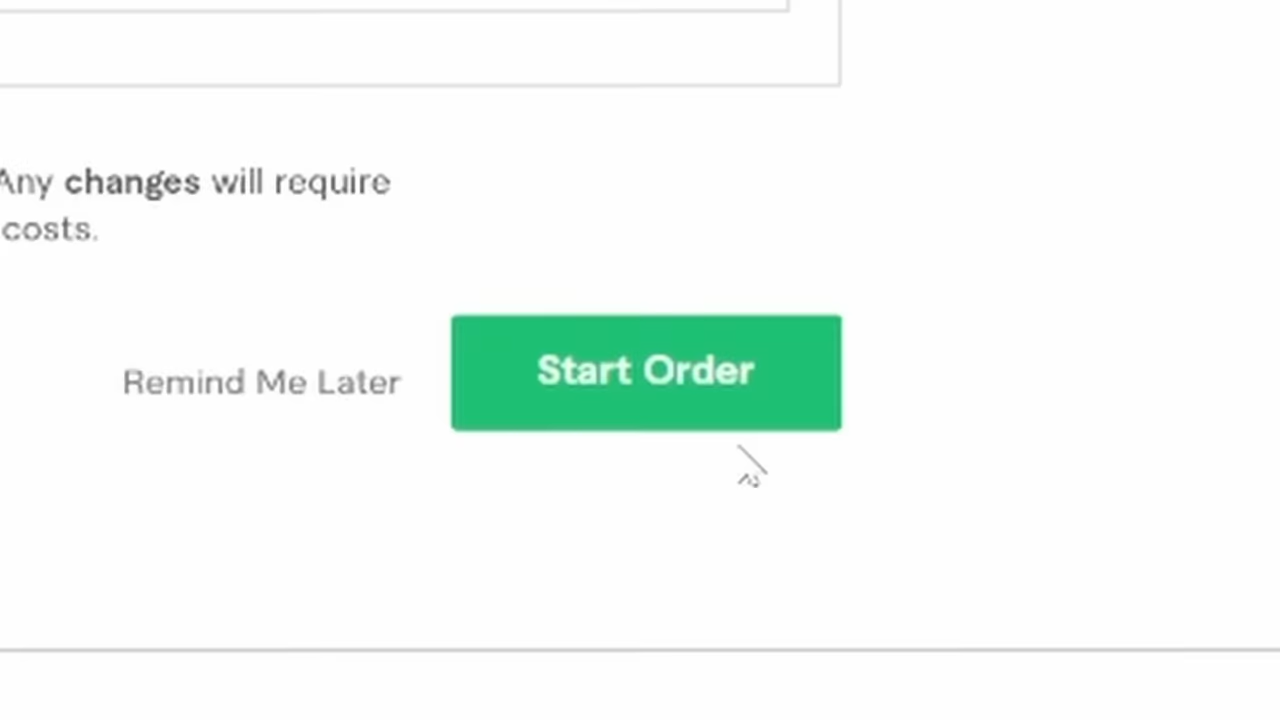 Any changes will require
costs.
Remind Me Later
Start Order